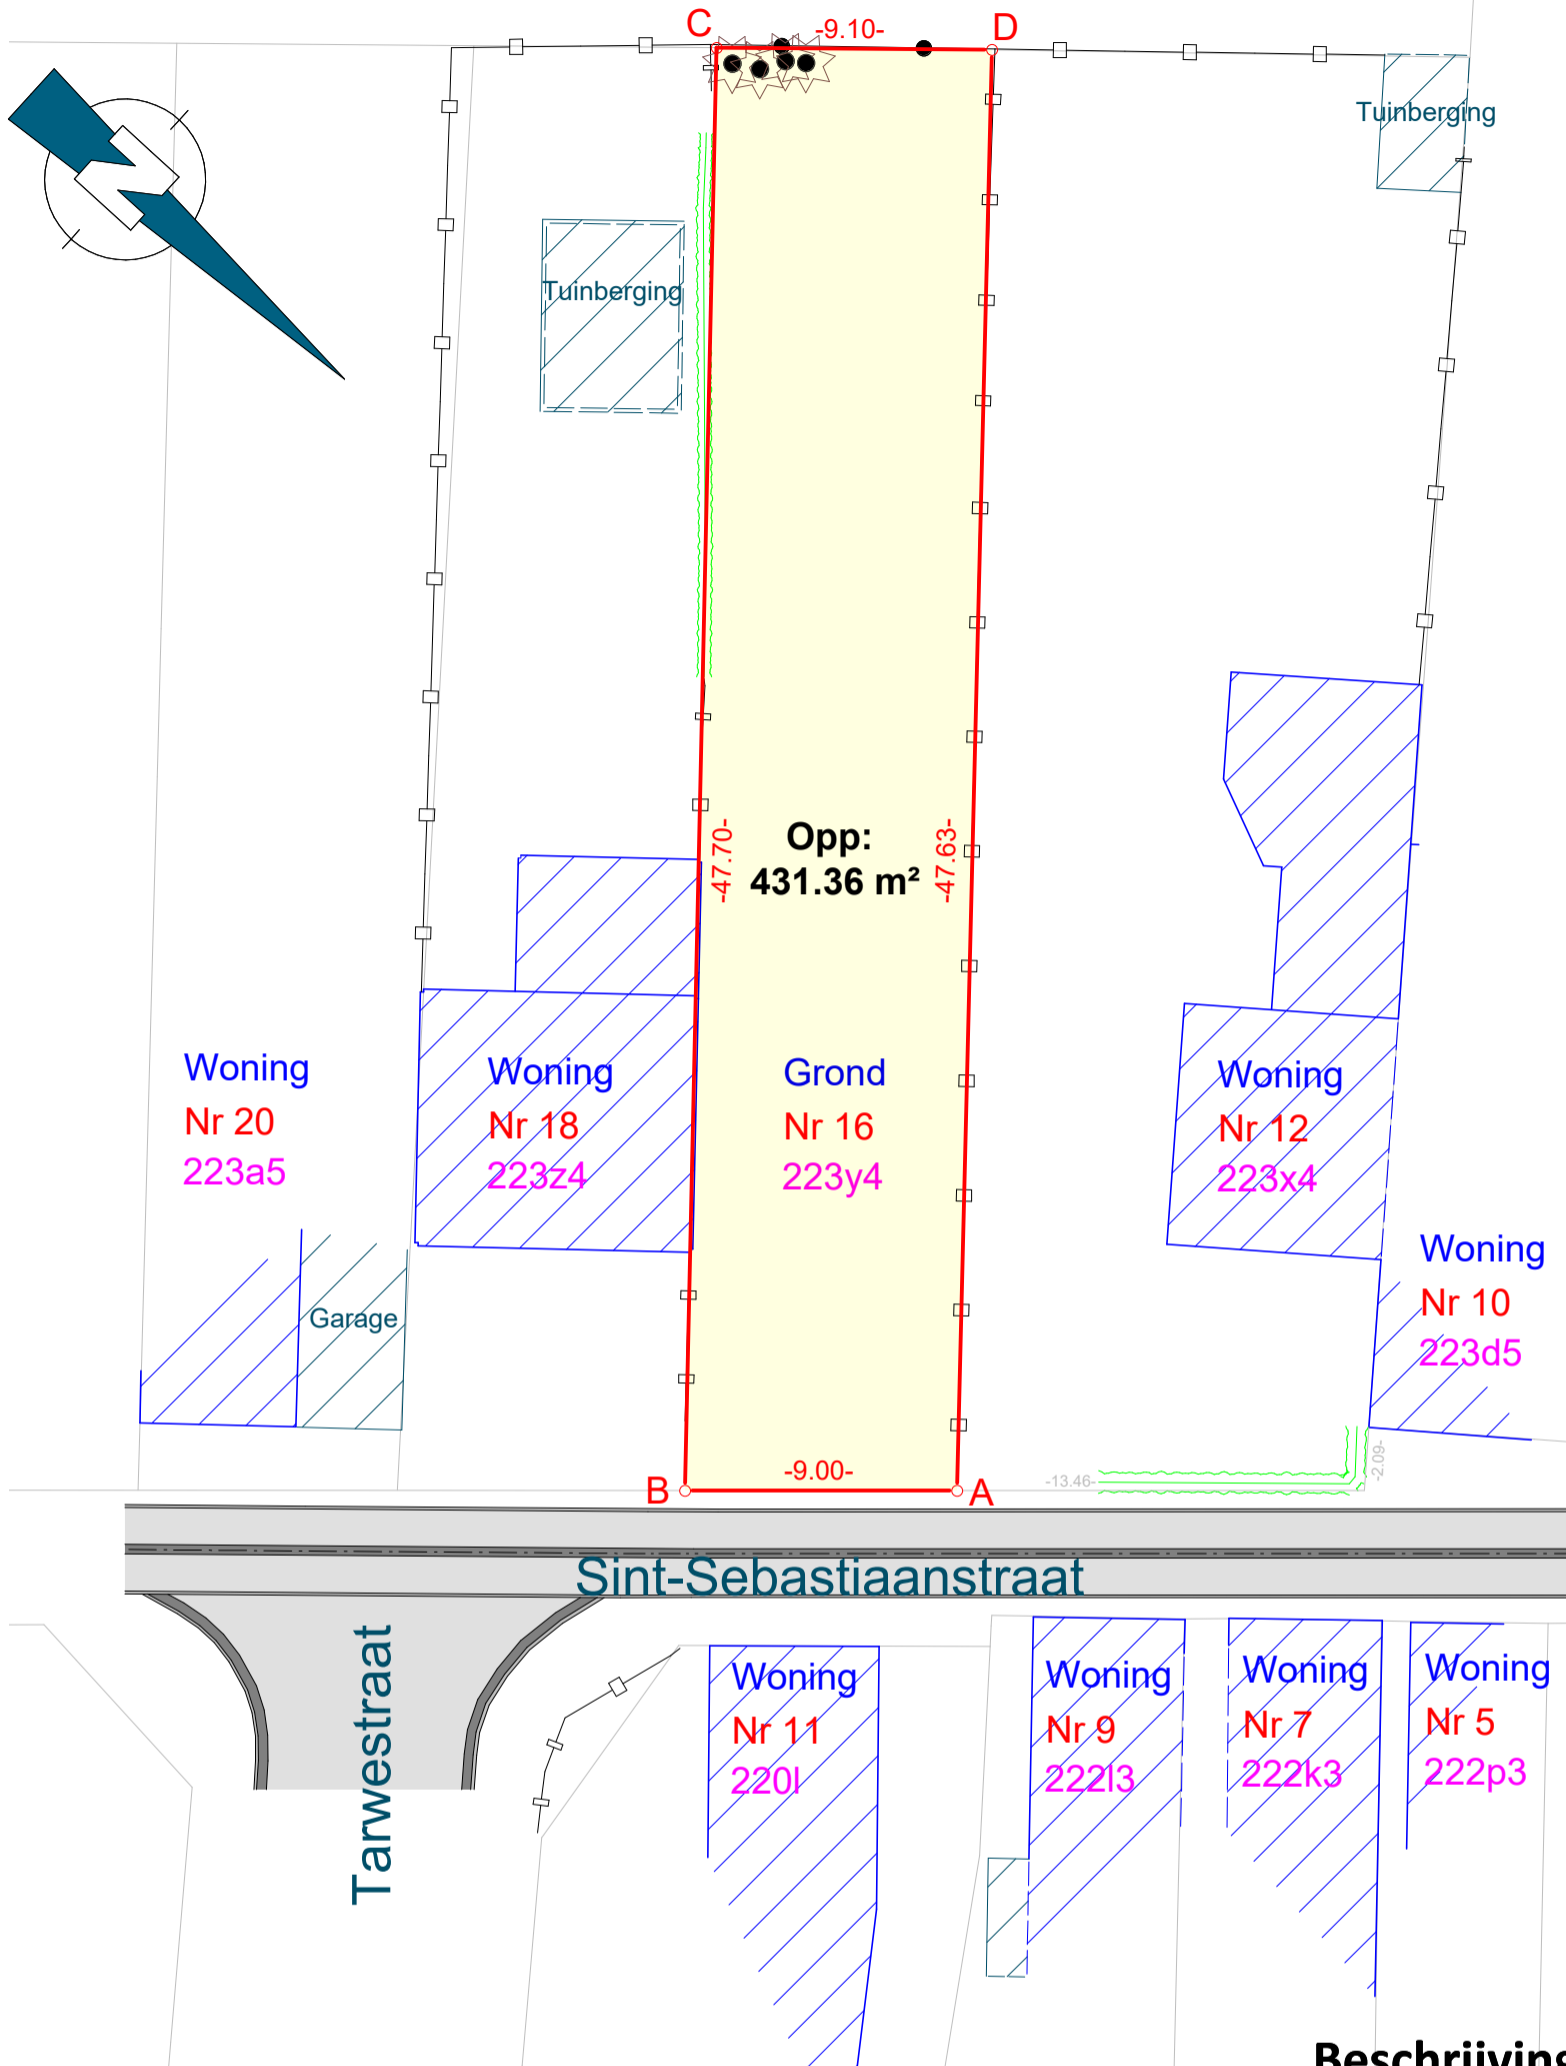 C
-9.10-
D
Tuinberging
Tuinberging
-47.70-
Opp:
431.36 m²
-47.63-
Woning
Nr 20
223a5
Woning
Nr 18
223z4
Grond
Nr 16
223y4
Woning
Nr 12
223x4
Woning
Nr 10
223d5
Garage
-2.09-
-13.46-
-9.00-
B
A
Sint-Sebastiaanstraat
Tarwestraat
Woning
Nr 11
220l
Woning
Nr 9
222l3
Woning
Nr 7
222k3
Woning
Nr 5
222p3
Beschrijving